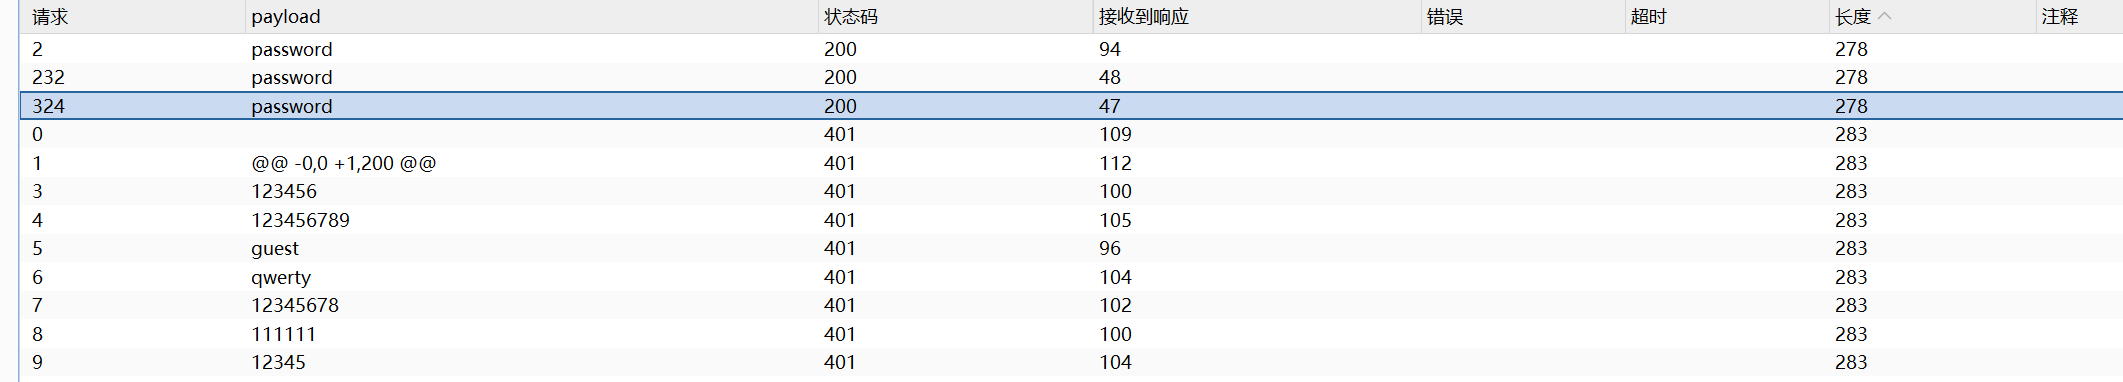 请求 payload 状态码 接收到响应 错误 超时 长度 注释
2 password 200 94 278
232 password 200 48 278
324 password 200 47 278
0 401 109 283
1 @@ -0,0 +1,200 @@ 401 112 283
3 123456 401 100 283
4 123456789 401 105 283
5 guest 401 96 283
6 qwerty 401 104 283
7 12345678 401 102 283
8 111111 401 100 283
9 12345 401 104 283